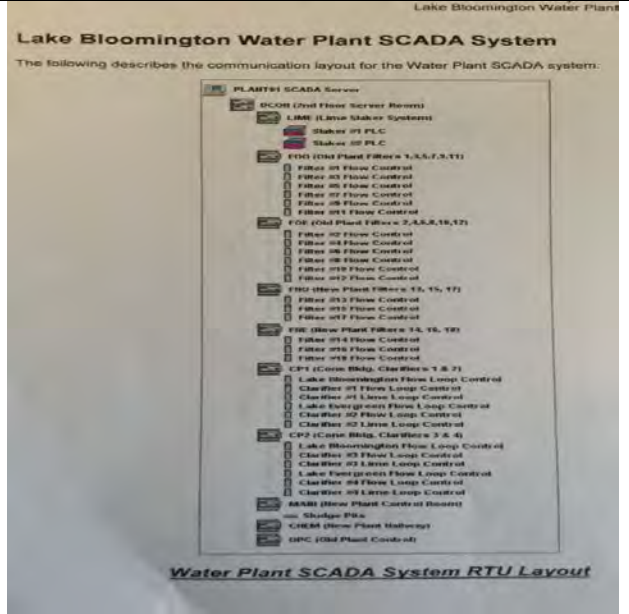 Lake Bloomington Water Plant
Lake Bloomington Water Plant SCADA System
The following describes the communication layout for the Water Plant SCADA system:
PLANT01 SCADA Server
(2nd Floor Server Room)
LIME (Lime Slaker System)
Slaker #1 PLC
Slaker #2 PLC
FOO (Old Plant Filters 1,3,5,7,9,11)
Filter #1 Flow Control
Filter #3 Flow Control
Filter #5 Flow Control
Filter #7 Flow Control
Filter #9 Flow Control
Filter #11 Flow Control
FOE (Old Plant Filters 2,4,6,8,10,12)
Filter #2 Flow Control
Filter #4 Flow Control
Filter #6 Flow Control
Filter #8 Flow Control
Filter #10 Flow Control
Filter #12 Flow Control
(New Plant Filters 13, 15, 17)
Filter #13 Flow Control
Filter #15 Flow Control
Filter #17 Flow Control
FNE (New Plant Filters 14, 16, 18)
Filter #14 Flow Control
Filter #16 Flow Control
Filter #18 Flow Control
CP1 (Cone Bldg, Clarifiers 1 & 2)
Lake Bloomington Flow Loop Control
Clarifier #1 Flow Loop Control
Clarifier #1 Lime Loop Control
Lake Evergreen Flow Loop Control
Clarifier #2 Flow Loop Control
Clarifier #2 Lime Loop Control
CP2 (Cone Bldg, Clarifiers 3 & 4)
Lake Bloomington Flow Loop Control
Clarifier #3 Flow Loop Control
Clarifier #3 Lime Loop Control
Lake Evergreen Flow Loop Control
Clarifier #4 Flow Loop Control
Clarifier #4 Lime Loop Control
(New Plant Control Room)
Sludge Pits
CHEM (New Plant Hallway)
OPC (Old Plant Control)
Water Plant SCADA System RTU Layout